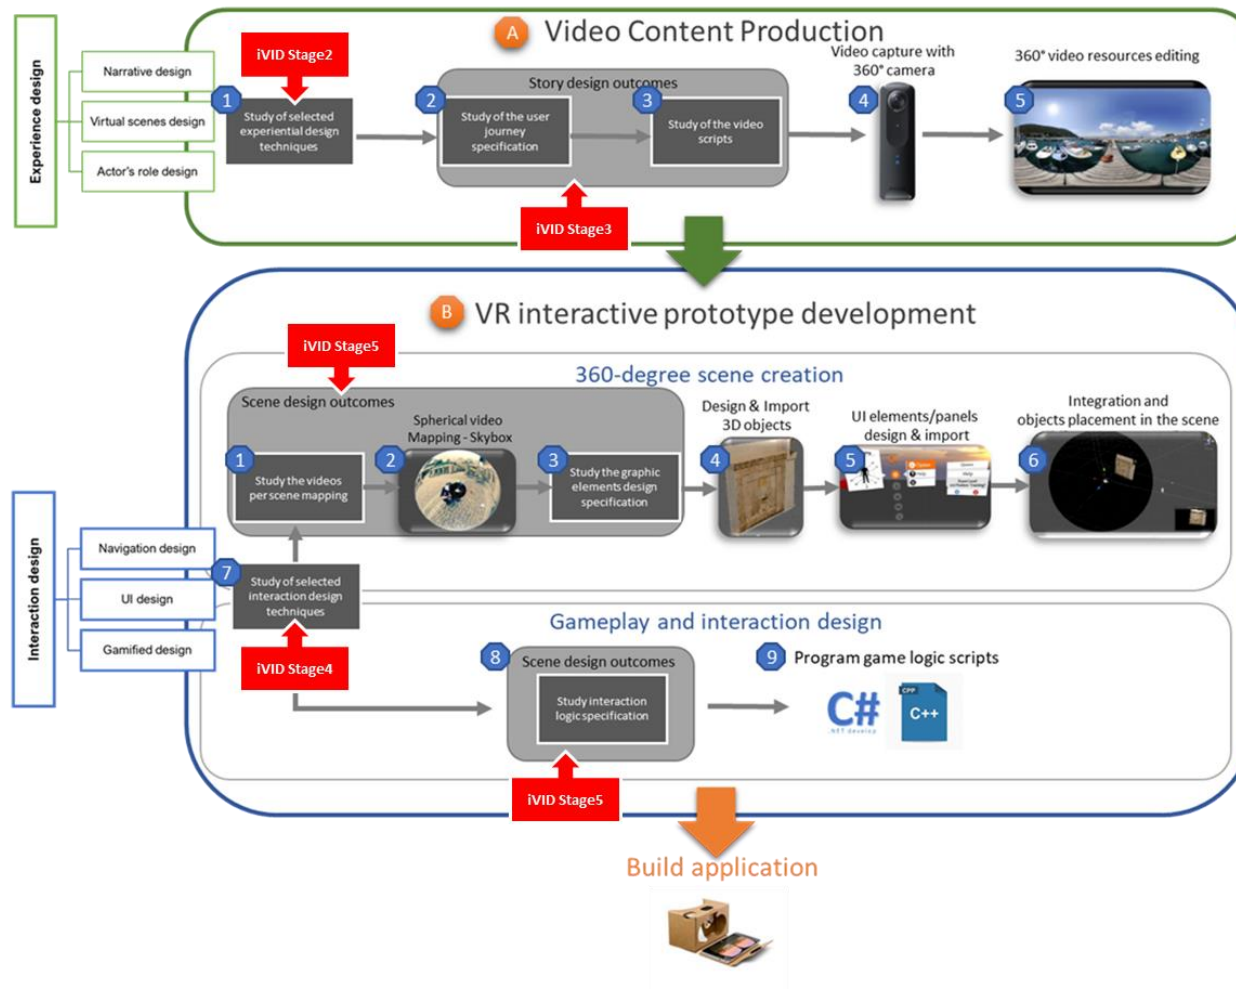 A Video Content Production
Experience design
Narrative design
Virtual scenes design
Actor's role design
iVID Stage2
1
Study of selected
experiential design
techniques
Story design outcomes
2
Study of the user
journey
specification
3
Study of the video
scripts
iVID Stage3
Video capture with
360° camera
4
360° video resources editing
5
B VR interactive prototype development
iVID Stage5
360-degree scene creation
Scene design outcomes
1
Study the videos
per scene mapping
Spherical video
Mapping - Skybox
2
3
Study the graphic
elements design
specification
Design & Import
3D objects
4
UI elements/panels
design & import
5
Help
Integration and
objects placement in the scene
6
Interaction design
Navigation design
UI design
Gamified design
7
Study of selected
interaction design
techniques
iVID Stage4
Gameplay and interaction design
8
Scene design outcomes
Study interaction
logic specification
iVID Stage5
9 Program game logic scripts
C#
.NET develop
CPP
C++
Build application